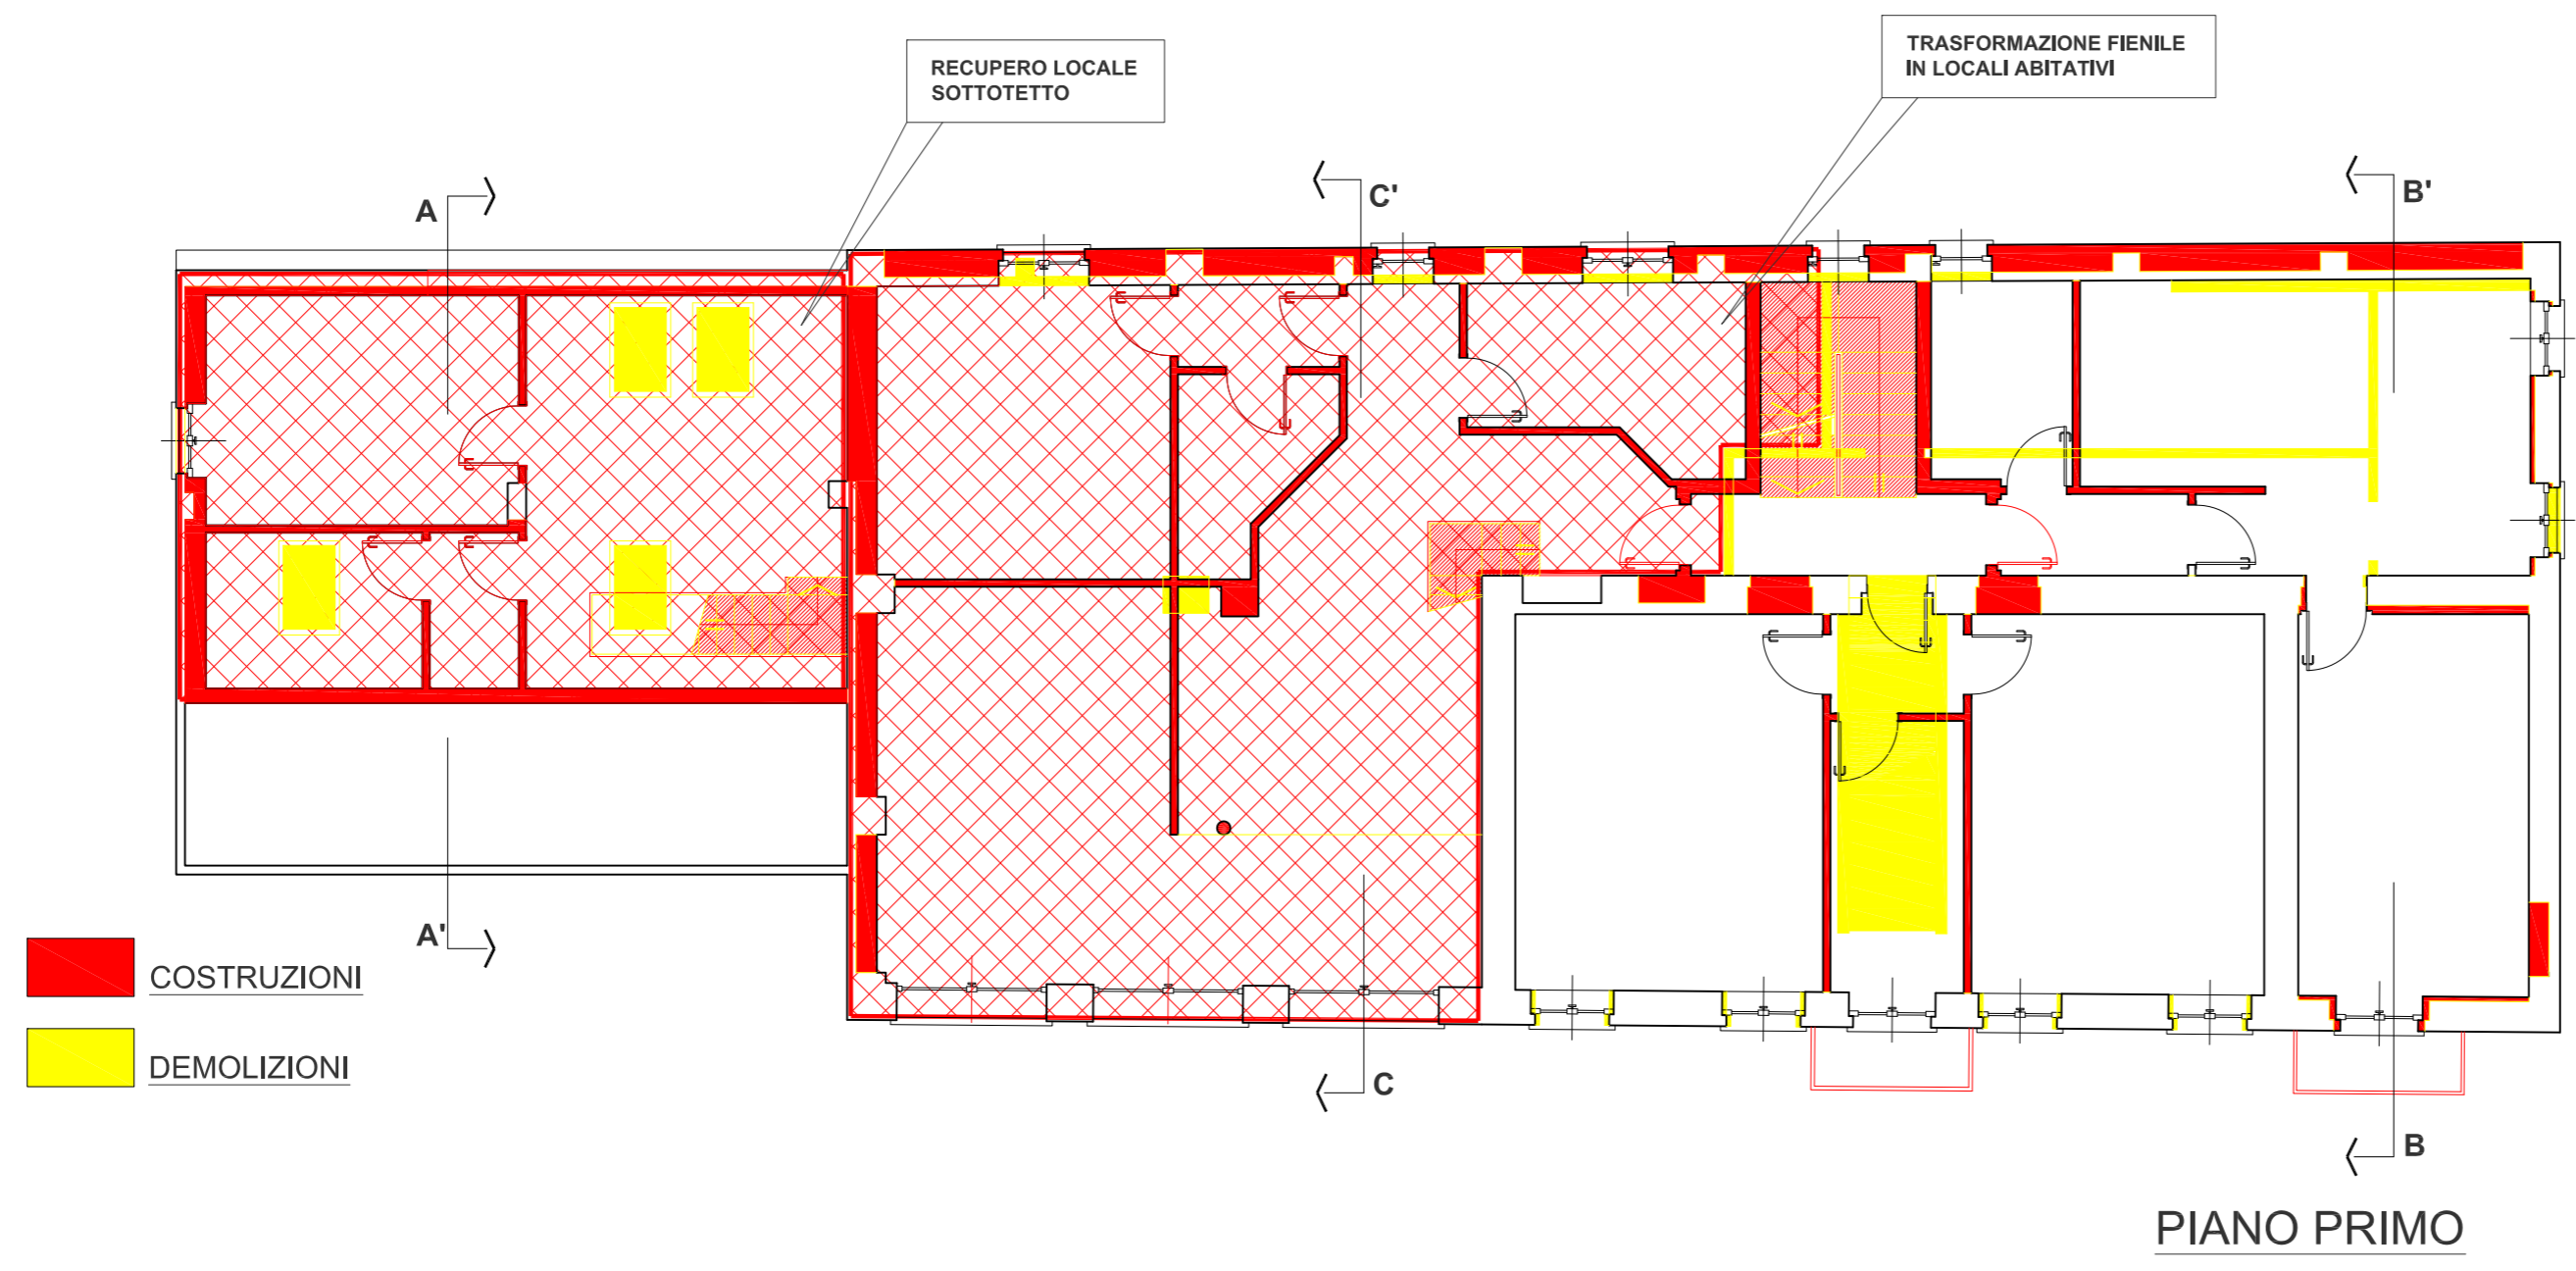 RECUPERO LOCALE
SOTTOTETTO
TRASFORMAZIONE FIENILE
IN LOCALI ABITATIVI
A
C'
B'
A'
COSTRUZIONI
DEMOLIZIONI
C
B
PIANO PRIMO